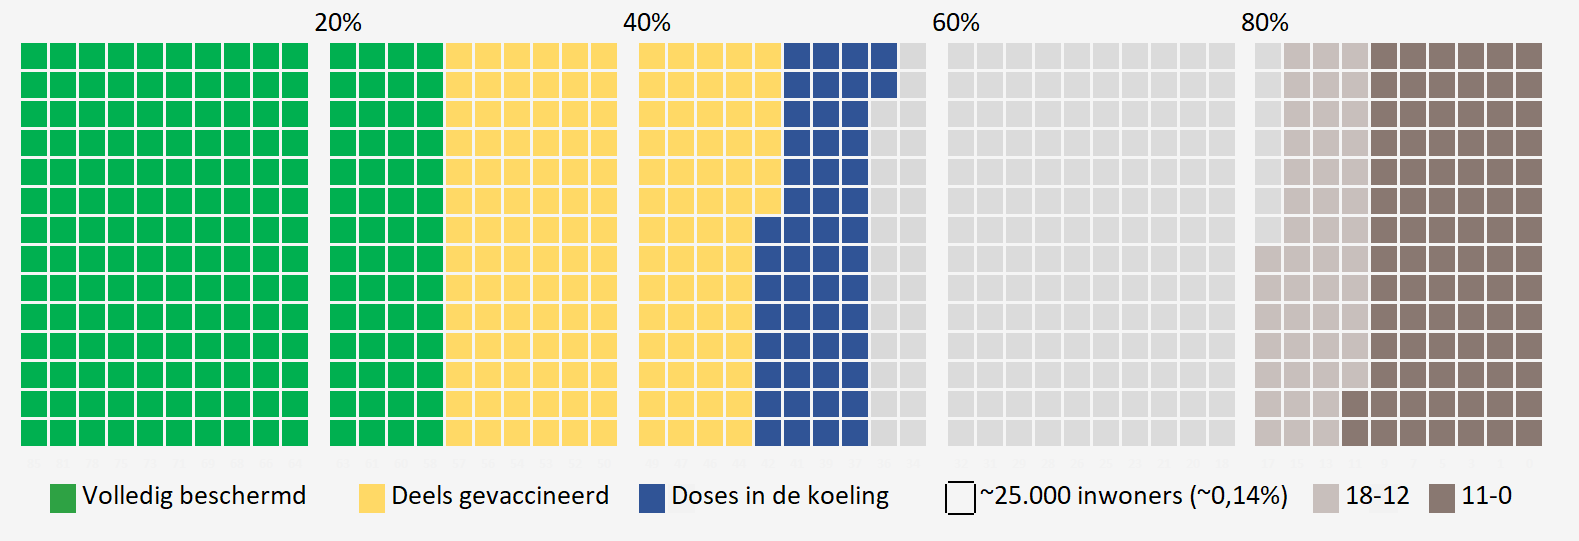 20%
40%
60%
80%
Volledig beschermd
Deels gevaccineerd
Doses in de koeling
~25.000 inwoners (~0,14%)
18-12
11-0